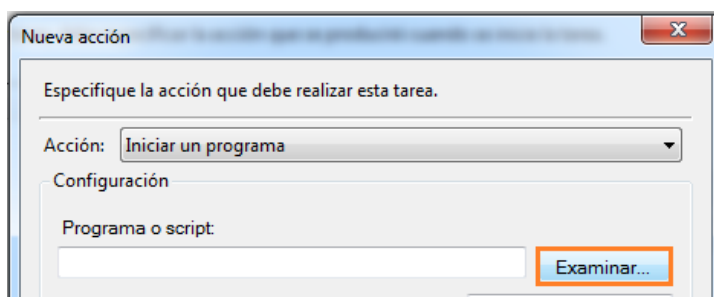 Nueva acción
Especifique la acción que debe realizar esta tarea.
Acción: Iniciar un programa
Configuración
Programa o script:
Examinar...